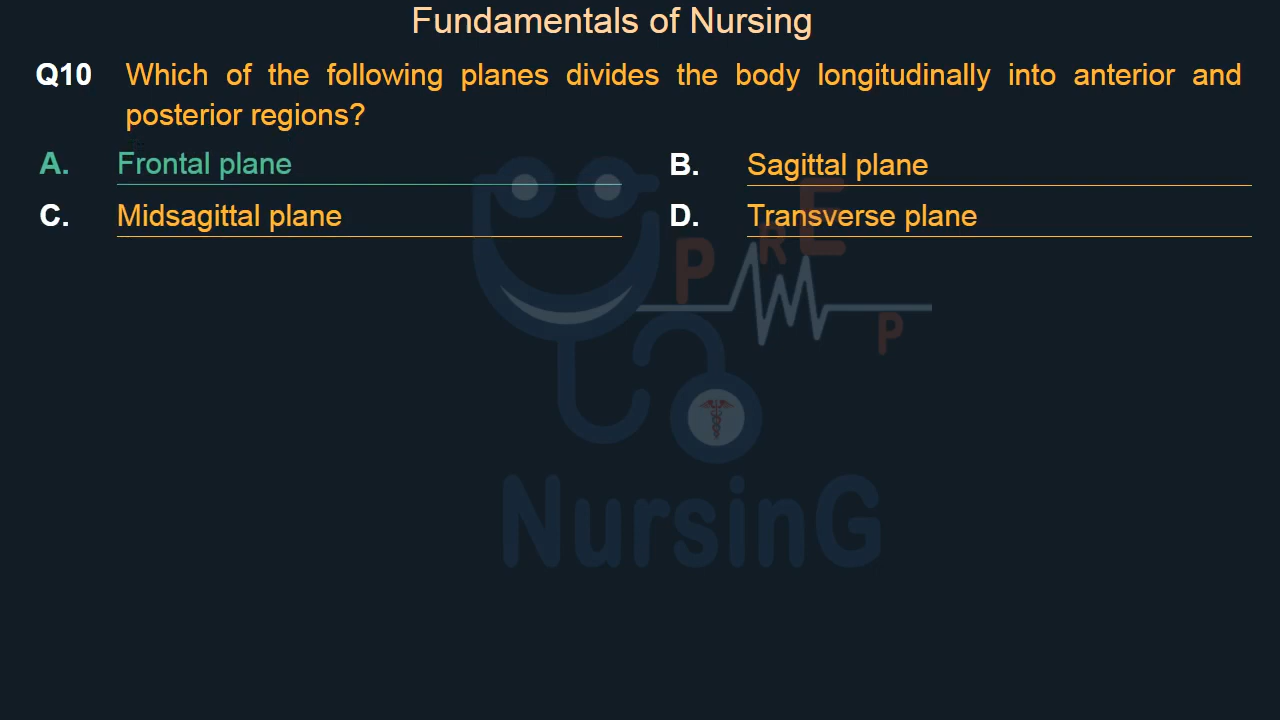 Fundamentals of Nursing
Q10 Which of the following planes divides the body longitudinally into anterior and
posterior regions?
A. Frontal plane B. Sagittal plane
C. Midsagittal plane D. Transverse plane
PREP
NursinG